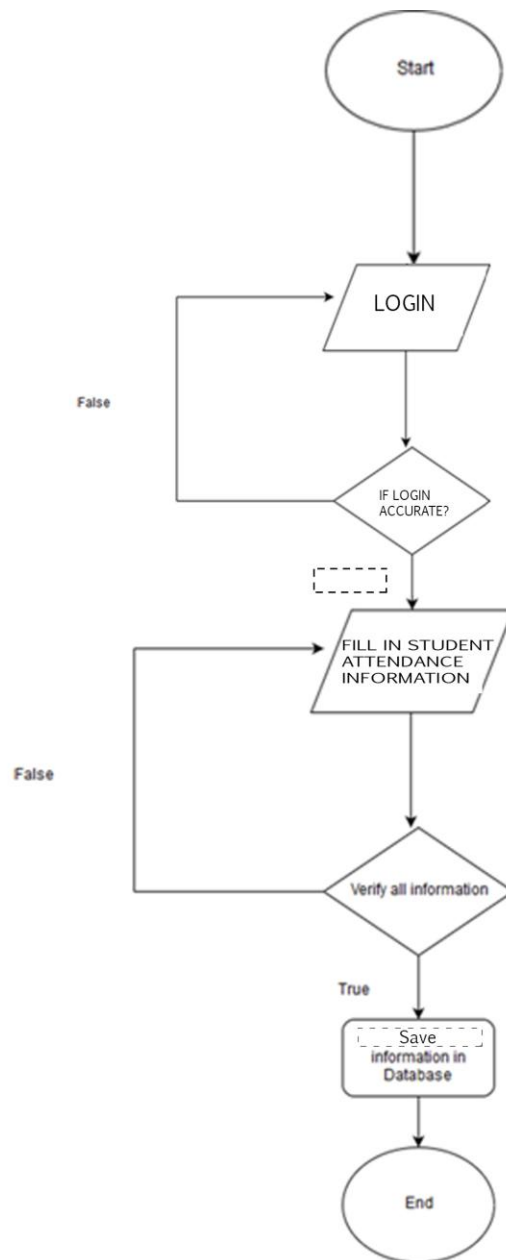 Start
LOGIN
False
IF LOGIN
ACCURATE?
FILL IN STUDENT
ATTENDANCE
INFORMATION
False
Verify all information
True
Save
information in
Database
End